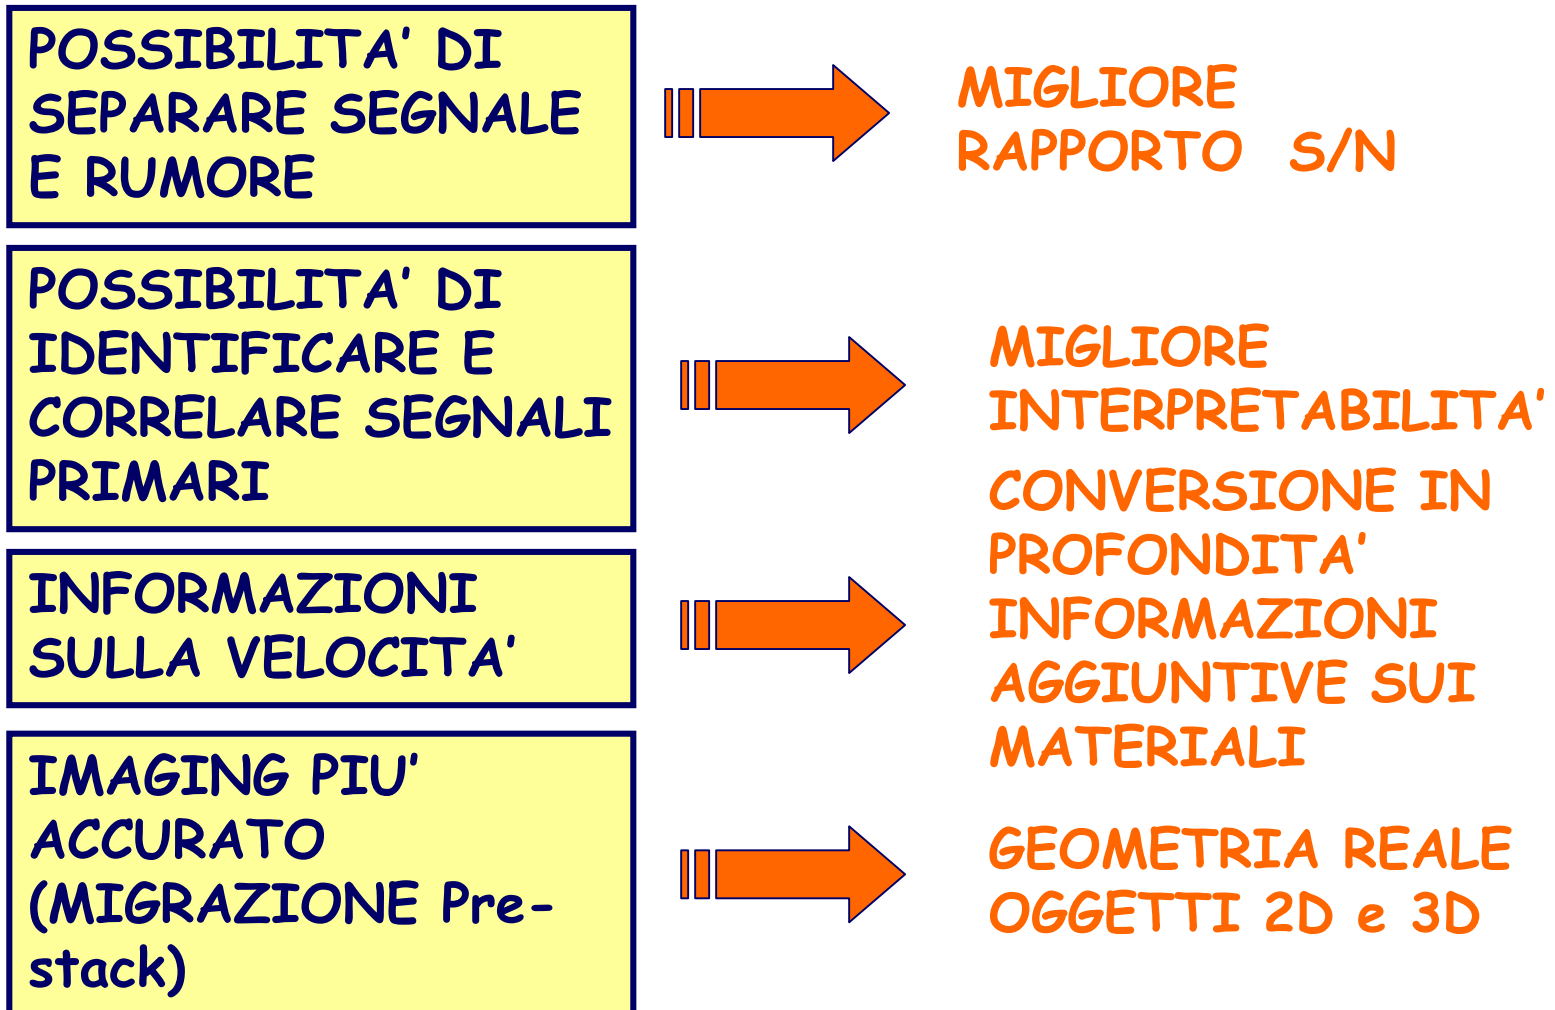 POSSIBILITA' DI
SEPARARE SEGNALE
E RUMORE
MIGLIORE
RAPPORTO S/N
POSSIBILITA' DI
IDENTIFICARE E
CORRELARE SEGNALI
PRIMARI
MIGLIORE
INTERPRETABILITA'
INFORMAZIONI
SULLA VELOCITA'
CONVERSIONE IN
PROFONDITA'
INFORMAZIONI
AGGIUNTIVE SUI
MATERIALI
IMAGING PIU'
ACCURATO
(MIGRAZIONE Pre-
stack)
GEOMETRIA REALE
OGGETTI 2D e 3D